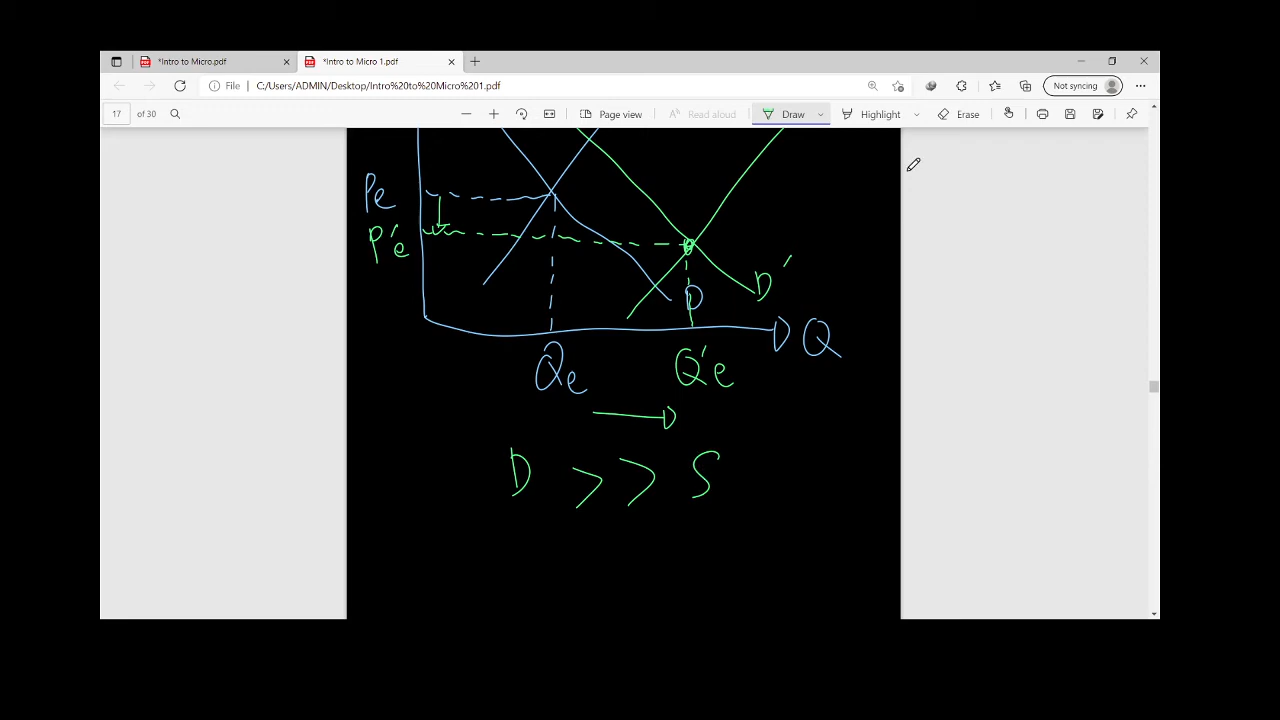 *Intro to Micro.pdf
*Intro to Micro 1.pdf
File | C:/Users/ADMIN/Desktop/Intro%20to%20Micro%201.pdf
Not syncing
17 of 30
Page view
Read aloud
Draw
Highlight
Erase
Pe
P'e
D'
D
Q
Qe
Q'e
D >> S